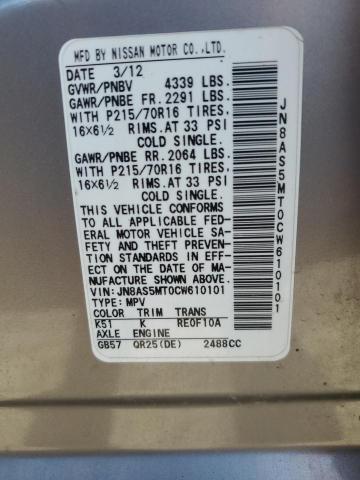 MFD BY NISSAN MOTOR CO.,LTD.
DATE 3/12
GVWR/PNBV 4339 LBS.
GAWR/PNBE FR. 2291 LBS.
WITH P215/70R16 TIRES,
16X6½ RIMS.AT 33 PSI
COLD SINGLE.
GAWR/PNBE RR. 2064 LBS.
WITH P215/70R16 TIRES,
16X6½ RIMS.AT 33 PSI
COLD SINGLE.
THIS VEHICLE CONFORMS
TO ALL APPLICABLE FED-
ERAL MOTOR VEHICLE SA-
FETY AND THEFT PREVEN-
TION STANDARDS IN EFF-
ECT ON THE DATE OF MA-
NUFACTURE SHOWN ABOVE.
VIN: JN8AS5MT0CW610101
TYPE: MPV
COLOR TRIM TRANS
K51 K RE0F10A
AXLE ENGINE
GB57 QR25(DE) 2488CC
JN8AS5MT0CW610101